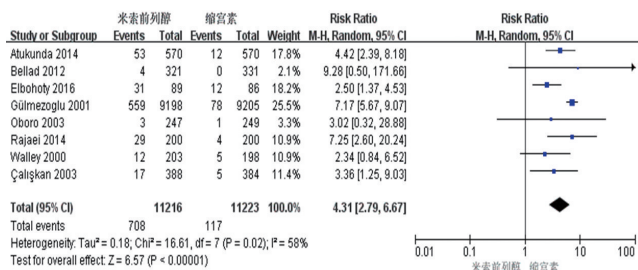 米索前列醇 缩宫素 Risk Ratio Risk Ratio
Study or Subgroup Events Total Events Total Weight M-H, Random, 95% CI M-H, Random, 95% CI
Atukunda 2014 53 570 12 570 17.8% 4.42 [2.39, 8.18]
Bellad 2012 4 321 0 331 2.1% 9.28 [0.50, 171.66]
Elbohoty 2016 31 89 12 86 18.9% 2.50 [1.37, 4.53]
Gülmezoglu 2001 559 9198 78 9205 25.5% 7.17 [5.67, 9.07]
Oboro 2003 3 247 1 249 3.4% 3.02 [0.32, 28.88]
Rajaei 2014 29 200 4 200 10.9% 7.25 [2.60, 20.24]
Walley 2000 12 203 5 198 10.9% 2.34 [0.84, 6.52]
Çalışkan 2003 17 388 5 384 11.4% 3.36 [1.25, 9.03]
Total (95% CI) 11216 11223 100.0% 4.31 [2.79, 6.67]
Total events 708 117
Heterogeneity: Tau² = 0.18; Chi² = 16.61, df = 7 (P = 0.02); I² = 58%
Test for overall effect: Z = 6.57 (P < 0.00001)
0.01 0.1 1 10 100
米索前列醇 缩宫素